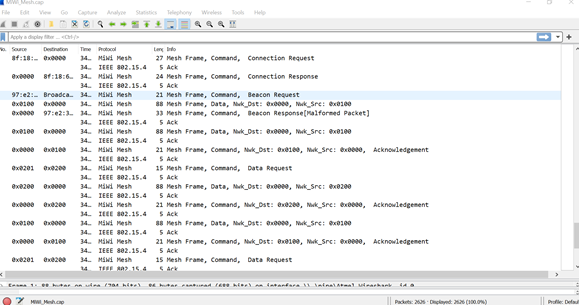 MiWi_Mesh.cap
File Edit View Go Capture Analyze Statistics Telephony Wireless Tools Help
Apply a display filter ... <Ctrl-/>
No. Source Destination Time Protocol Leng Info
8f:18:… 0x0000 34… MiWi Mesh 27 Mesh Frame, Command, Connection Request
34… IEEE 802.15.4 5 Ack
0x0000 8f:18:6… 34… MiWi Mesh 24 Mesh Frame, Command, Connection Response
34… IEEE 802.15.4 5 Ack
97:e2:… Broadca… 34… MiWi Mesh 21 Mesh Frame, Command, Beacon Request
0x0100 0x0000 34… MiWi Mesh 88 Mesh Frame, Data, Nwk_Dst: 0x0000, Nwk_Src: 0x0100
0x0000 97:e2:3… 34… MiWi Mesh 33 Mesh Frame, Command, Beacon Response[Malformed Packet]
34… IEEE 802.15.4 5 Ack
0x0100 0x0000 34… MiWi Mesh 88 Mesh Frame, Data, Nwk_Dst: 0x0000, Nwk_Src: 0x0100
34… IEEE 802.15.4 5 Ack
0x0000 0x0100 34… MiWi Mesh 21 Mesh Frame, Command, Nwk_Dst: 0x0100, Nwk_Src: 0x0000, Acknowledgement
34… IEEE 802.15.4 5 Ack
0x0201 0x0200 34… MiWi Mesh 15 Mesh Frame, Command, Data Request
34… IEEE 802.15.4 5 Ack
0x0200 0x0000 34… MiWi Mesh 88 Mesh Frame, Data, Nwk_Dst: 0x0000, Nwk_Src: 0x0200
34… IEEE 802.15.4 5 Ack
0x0000 0x0200 34… MiWi Mesh 21 Mesh Frame, Command, Nwk_Dst: 0x0200, Nwk_Src: 0x0000, Acknowledgement
34… IEEE 802.15.4 5 Ack
0x0100 0x0000 34… MiWi Mesh 88 Mesh Frame, Data, Nwk_Dst: 0x0000, Nwk_Src: 0x0100
34… IEEE 802.15.4 5 Ack
0x0000 0x0100 34… MiWi Mesh 21 Mesh Frame, Command, Nwk_Dst: 0x0100, Nwk_Src: 0x0000, Acknowledgement
34… IEEE 802.15.4 5 Ack
0x0201 0x0200 34… MiWi Mesh 15 Mesh Frame, Command, Data Request
34… IEEE 802.15.4 5 Ack
Frame 1: 88 bytes on wire (704 bits), 86 bytes captured (688 bits) on interface \\.\pipe\Atmel_Wireshark, id 0
MiWi_Mesh.cap Packets: 2626 · Displayed: 2626 (100.0%) Profile: Default